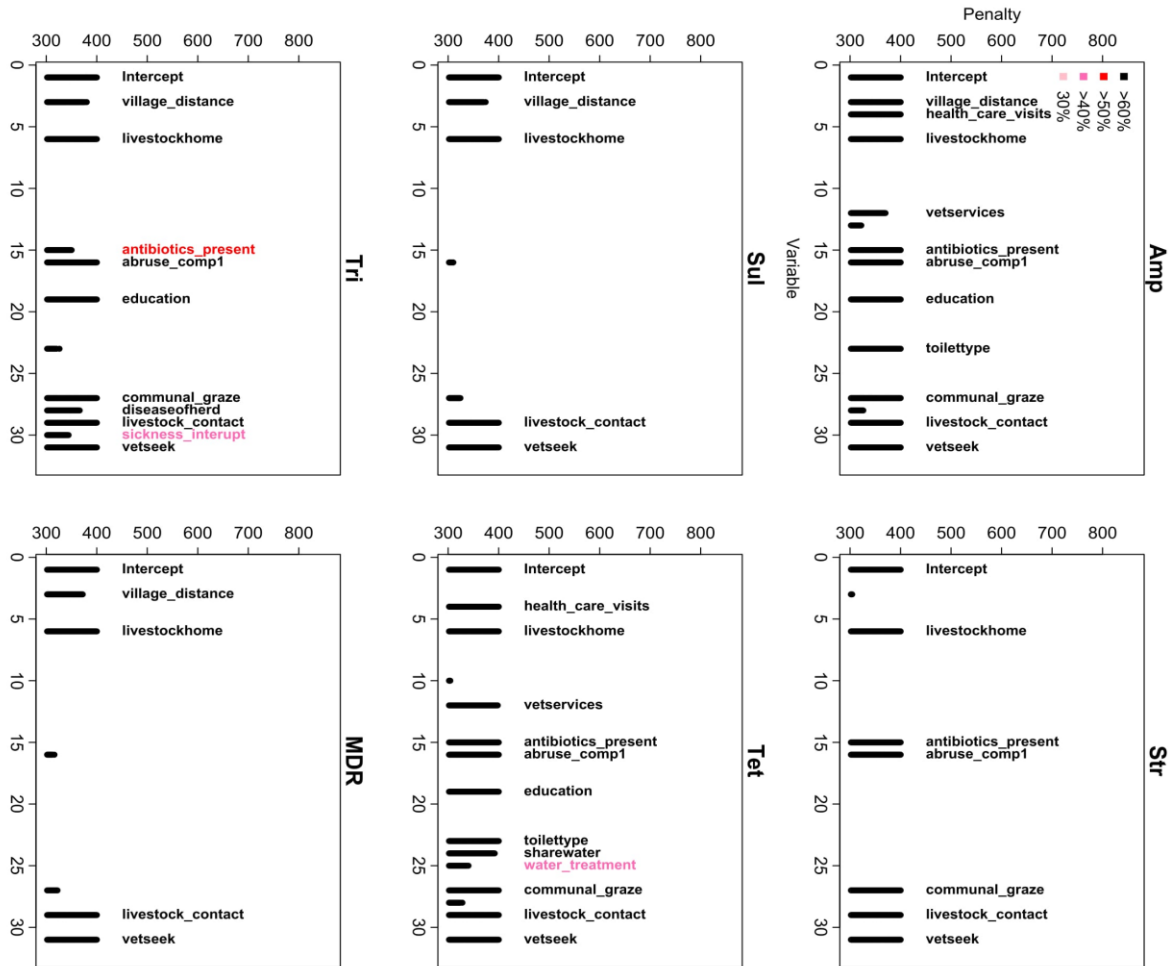 Penalty
300 400 500 600 700 800
300 400 500 600 700 800
300 400 500 600 700 800
0
5
10
15
20
25
30
Intercept
village_distance
livestockhome
antibiotics_present
abuse_comp1
education
communal_graze
diseaseofherd
livestock_contact
sickness_interupt
vetseek
Tri
0
5
10
15
20
25
30
Intercept
village_distance
livestockhome
livestock_contact
vetseek
Sul
Variable
0
5
10
15
20
25
30
Intercept
village_distance
health_care_visits
livestockhome
vetservices
antibiotics_present
abruse_comp1
education
toilettype
communal_graze
livestock_contact
vetseek
30%
>40%
>50%
>60%
Amp
300 400 500 600 700 800
300 400 500 600 700 800
300 400 500 600 700 800
0
5
10
15
20
25
30
Intercept
village_distance
livestockhome
livestock_contact
vetseek
MDR
0
5
10
15
20
25
30
Intercept
health_care_visits
livestockhome
vetservices
antibiotics_present
abruse_comp1
education
toilettype
sharewater
water_treatment
communal_graze
livestock_contact
vetseek
Tet
0
5
10
15
20
25
30
Intercept
livestockhome
antibiotics_present
abruse_comp1
communal_graze
livestock_contact
vetseek
Str